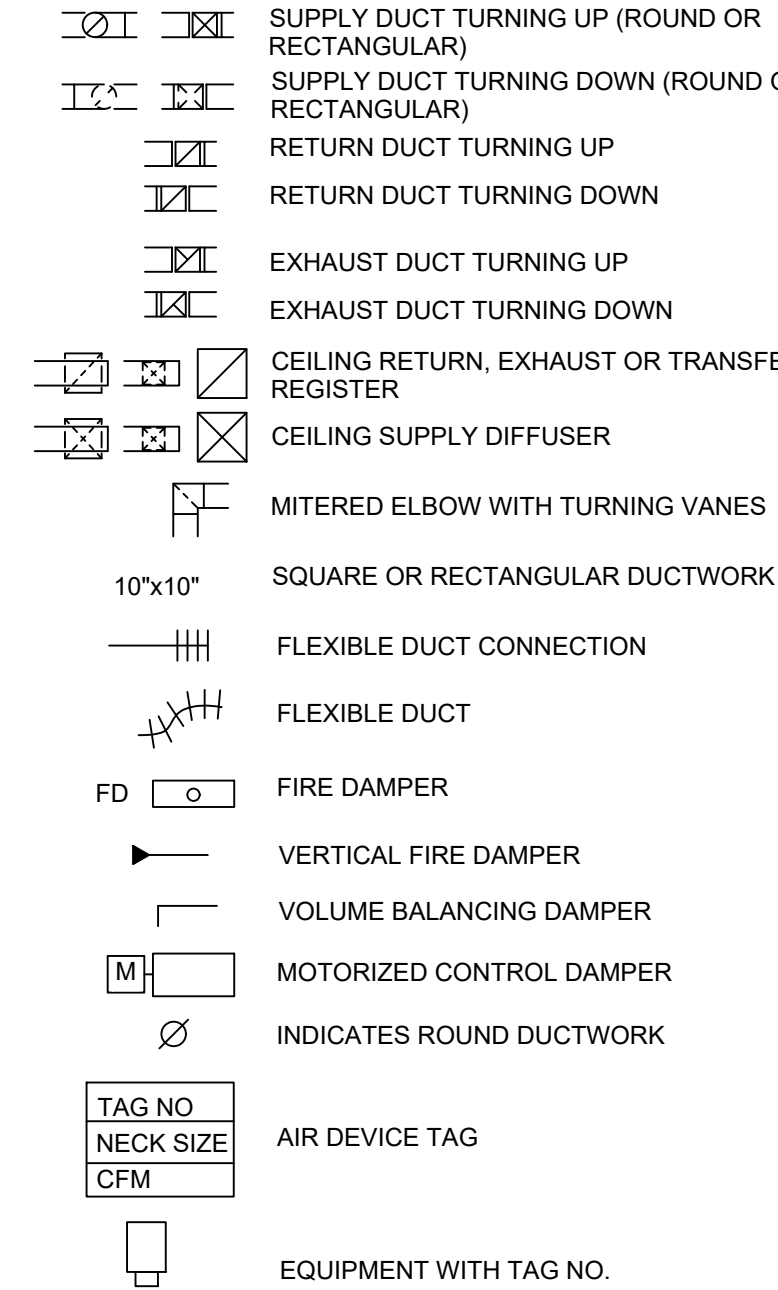 SUPPLY DUCT TURNING UP (ROUND OR
RECTANGULAR)
SUPPLY DUCT TURNING DOWN (ROUND
RECTANGULAR)
RETURN DUCT TURNING UP
RETURN DUCT TURNING DOWN
EXHAUST DUCT TURNING UP
EXHAUST DUCT TURNING DOWN
CEILING RETURN, EXHAUST OR
REGISTER
CEILING SUPPLY DIFFUSER
MITERED ELBOW WITH TURNING VANES
10"x10" SQUARE OR RECTANGULAR DUCTWORK
FLEXIBLE DUCT CONNECTION
FLEXIBLE DUCT
FD FIRE DAMPER
VERTICAL FIRE DAMPER
VOLUME BALANCING DAMPER
M MOTORIZED CONTROL DAMPER
INDICATES ROUND DUCTWORK
TAG NO
NECK SIZE
CFM
AIR DEVICE TAG
EQUIPMENT WITH TAG NO.